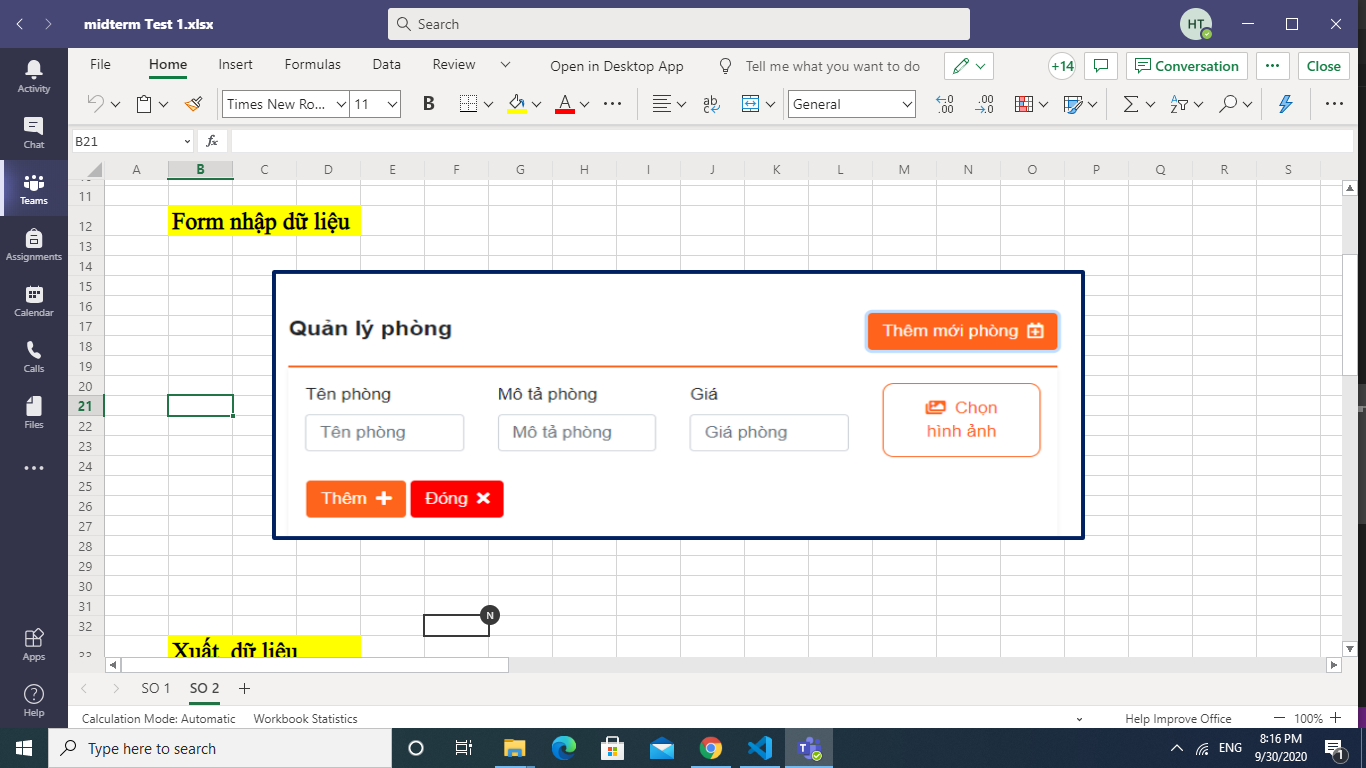 midterm Test 1.xlsx
Search
HT
File Home Insert Formulas Data Review Open in Desktop App Tell me what you want to do +14 Conversation Close
Times New Ro... 11 B A General .00 .00
B21 fx
A B C D E F G H I J K L M N O P Q R S
11
12 Form nhập dữ liệu
13
14
15
16
17
18
19
20
21
22
23
24
25
26
27
28
29
30
31
32
Quản lý phòng
Thêm mới phòng
Tên phòng Mô tả phòng Giá
Tên phòng Mô tả phòng Giá phòng
Chọn
hình ảnh
Thêm Đóng
N
Xuất dữ liệu
SO 1 SO 2
Calculation Mode: Automatic Workbook Statistics Help Improve Office 100%
Activity
Chat
Teams
Assignments
Calendar
Calls
Files
Apps
Help
Type here to search
ENG
8:16 PM
9/30/2020
1